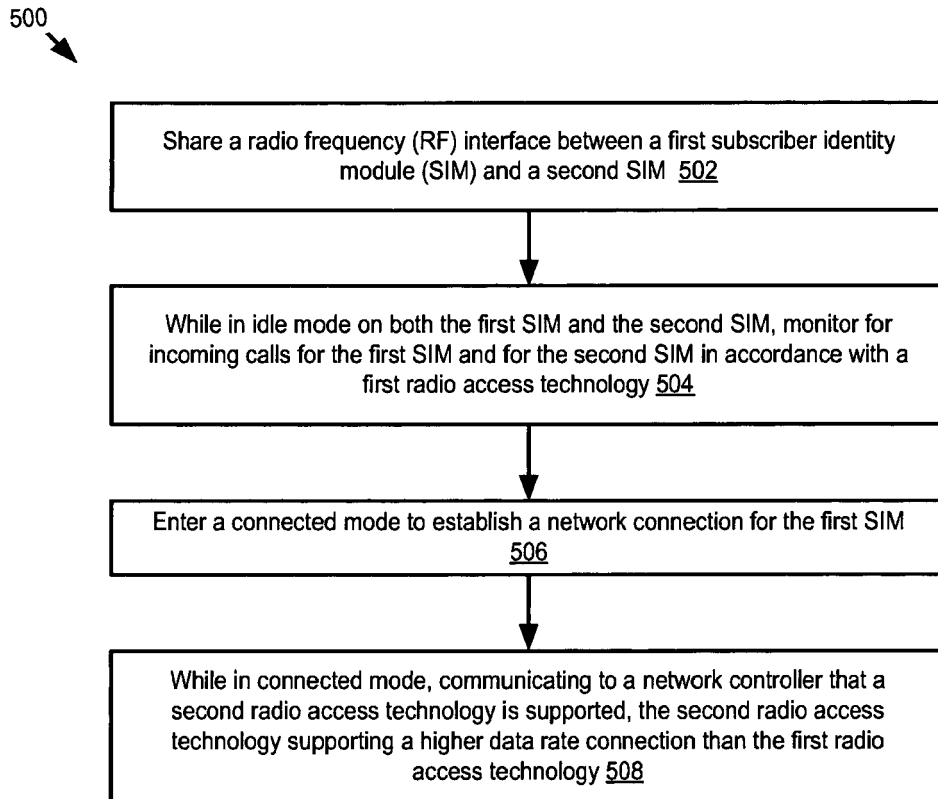 500
Share a radio frequency (RF) interface between a first subscriber identity
module (SIM) and a second SIM 502
While in idle mode on both the first SIM and the second SIM, monitor for
incoming calls for the first SIM and for the second SIM in accordance with a
first radio access technology 504
Enter a connected mode to establish a network connection for the first SIM
506
While in connected mode, communicating to a network controller that a
second radio access technology is supported, the second radio access
technology supporting a higher data rate connection than the first radio
access technology 508